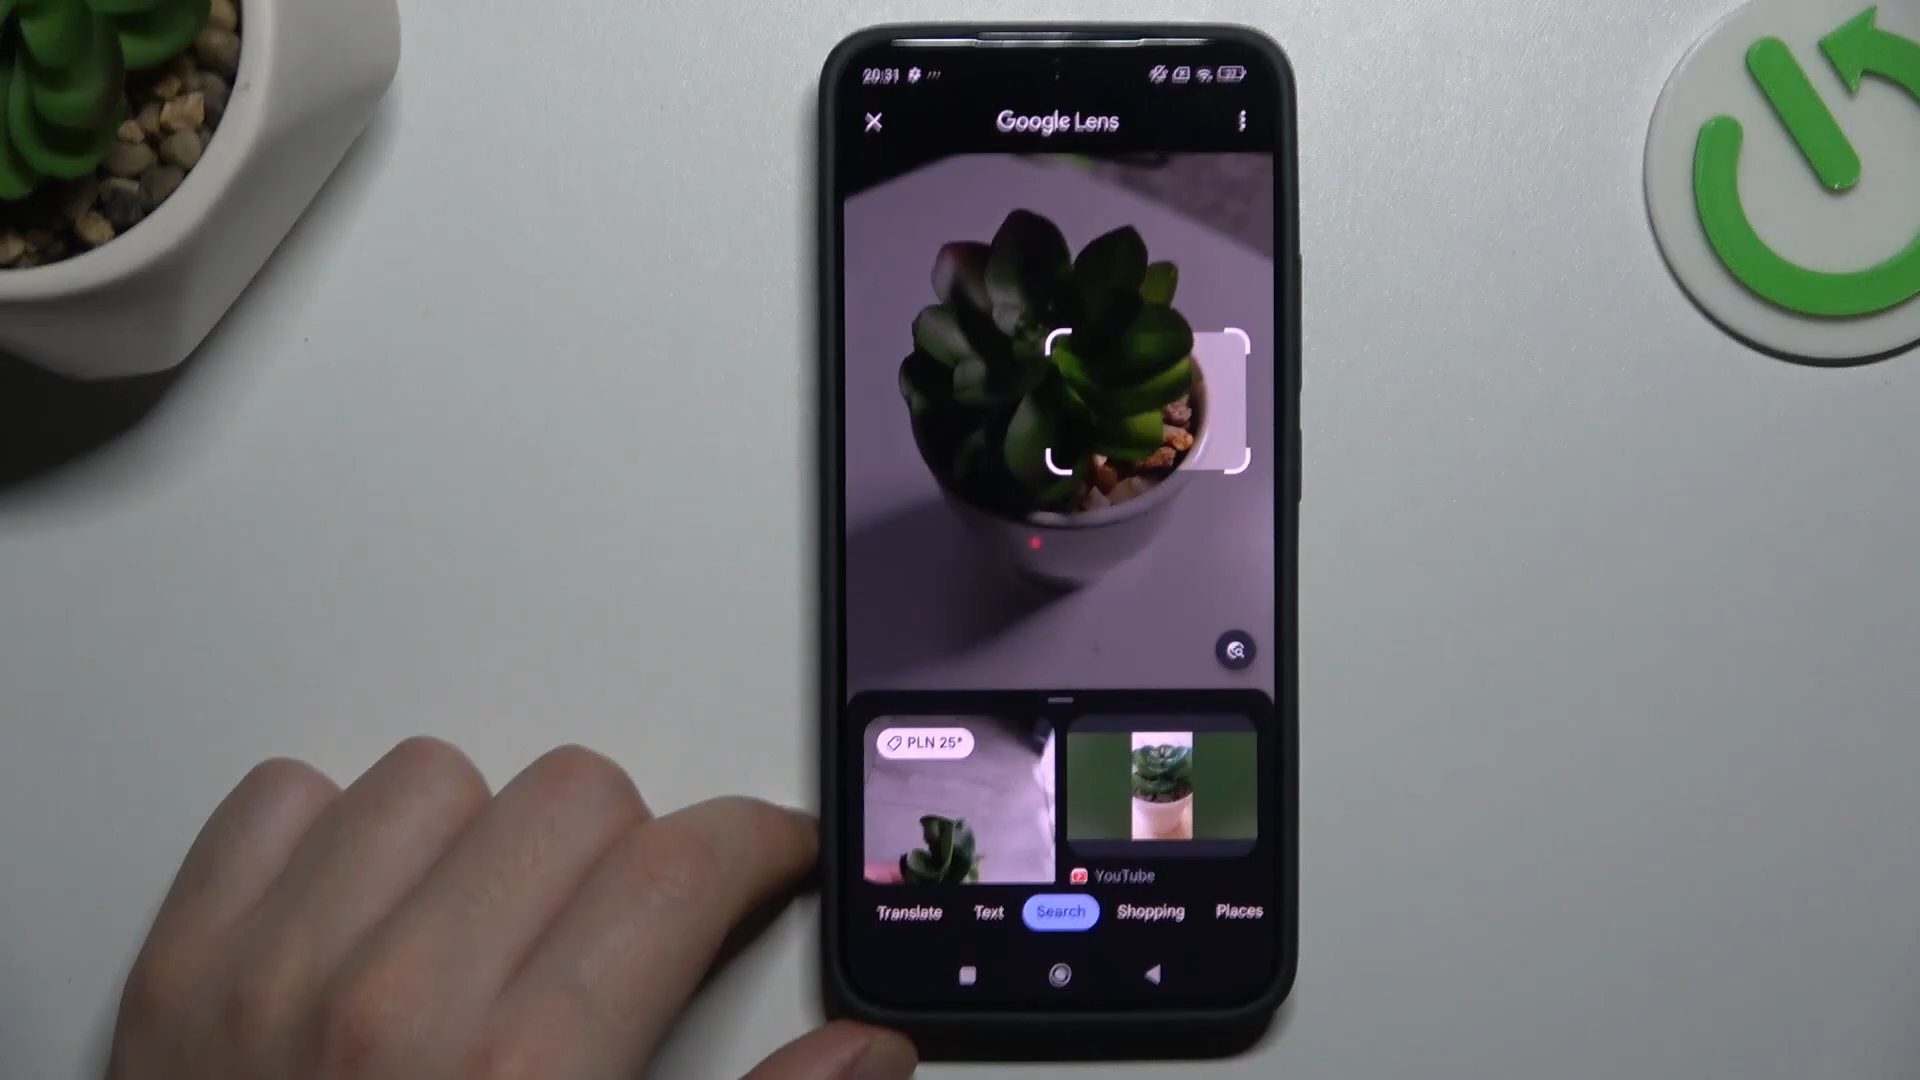 20:31
Google Lens
PLN 25*
YouTube
Translate Text Search Shopping Places